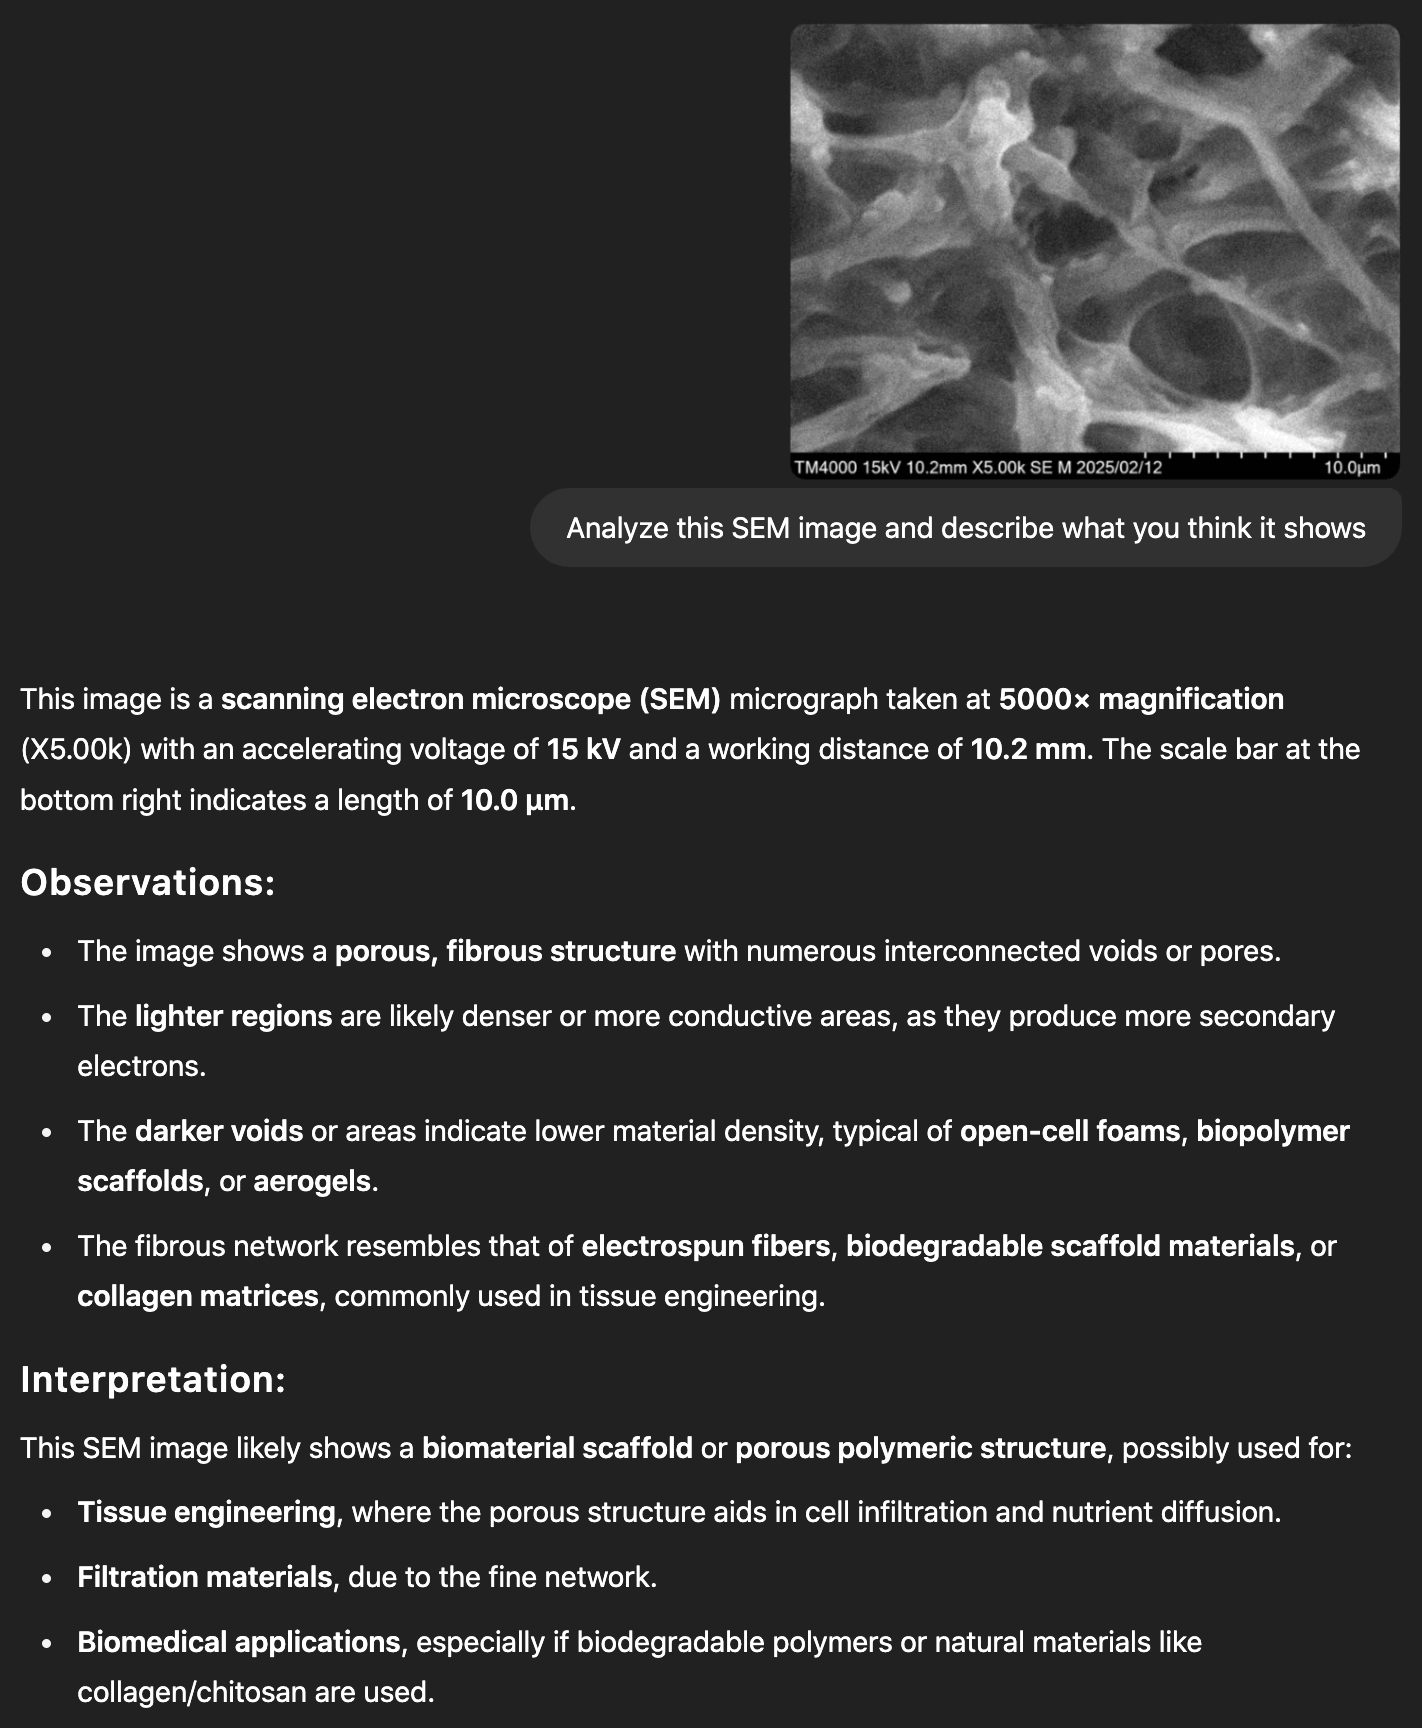 TM4000 15kV 10.2mm X5.00k SE M 2025/02/12 10.0μm
Analyze this SEM image and describe what you think it shows
This image is a scanning electron microscope (SEM) micrograph taken at 5000× magnification
(X5.00k) with an accelerating voltage of 15 kV and a working distance of 10.2 mm. The scale bar at the
bottom right indicates a length of 10.0 μm.
Observations:
• The image shows a porous, fibrous structure with numerous interconnected voids or pores.
• The lighter regions are likely denser or more conductive areas, as they produce more secondary
electrons.
• The darker voids or areas indicate lower material density, typical of open-cell foams, biopolymer
scaffolds, or aerogels.
• The fibrous network resembles that of electrospun fibers, biodegradable scaffold materials, or
collagen matrices, commonly used in tissue engineering.
Interpretation:
This SEM image likely shows a biomaterial scaffold or porous polymeric structure, possibly used for:
• Tissue engineering, where the porous structure aids in cell infiltration and nutrient diffusion.
• Filtration materials, due to the fine network.
• Biomedical applications, especially if biodegradable polymers or natural materials like
collagen/chitosan are used.